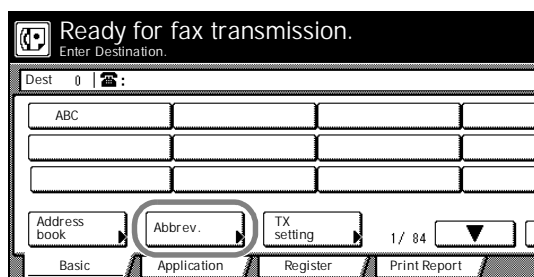 Ready for fax transmission.
Enter Destination.
Dest 0 ☎:
ABC
Address book
Abbrev.
TX setting
1/ 84
Basic
Application
Register
Print Report